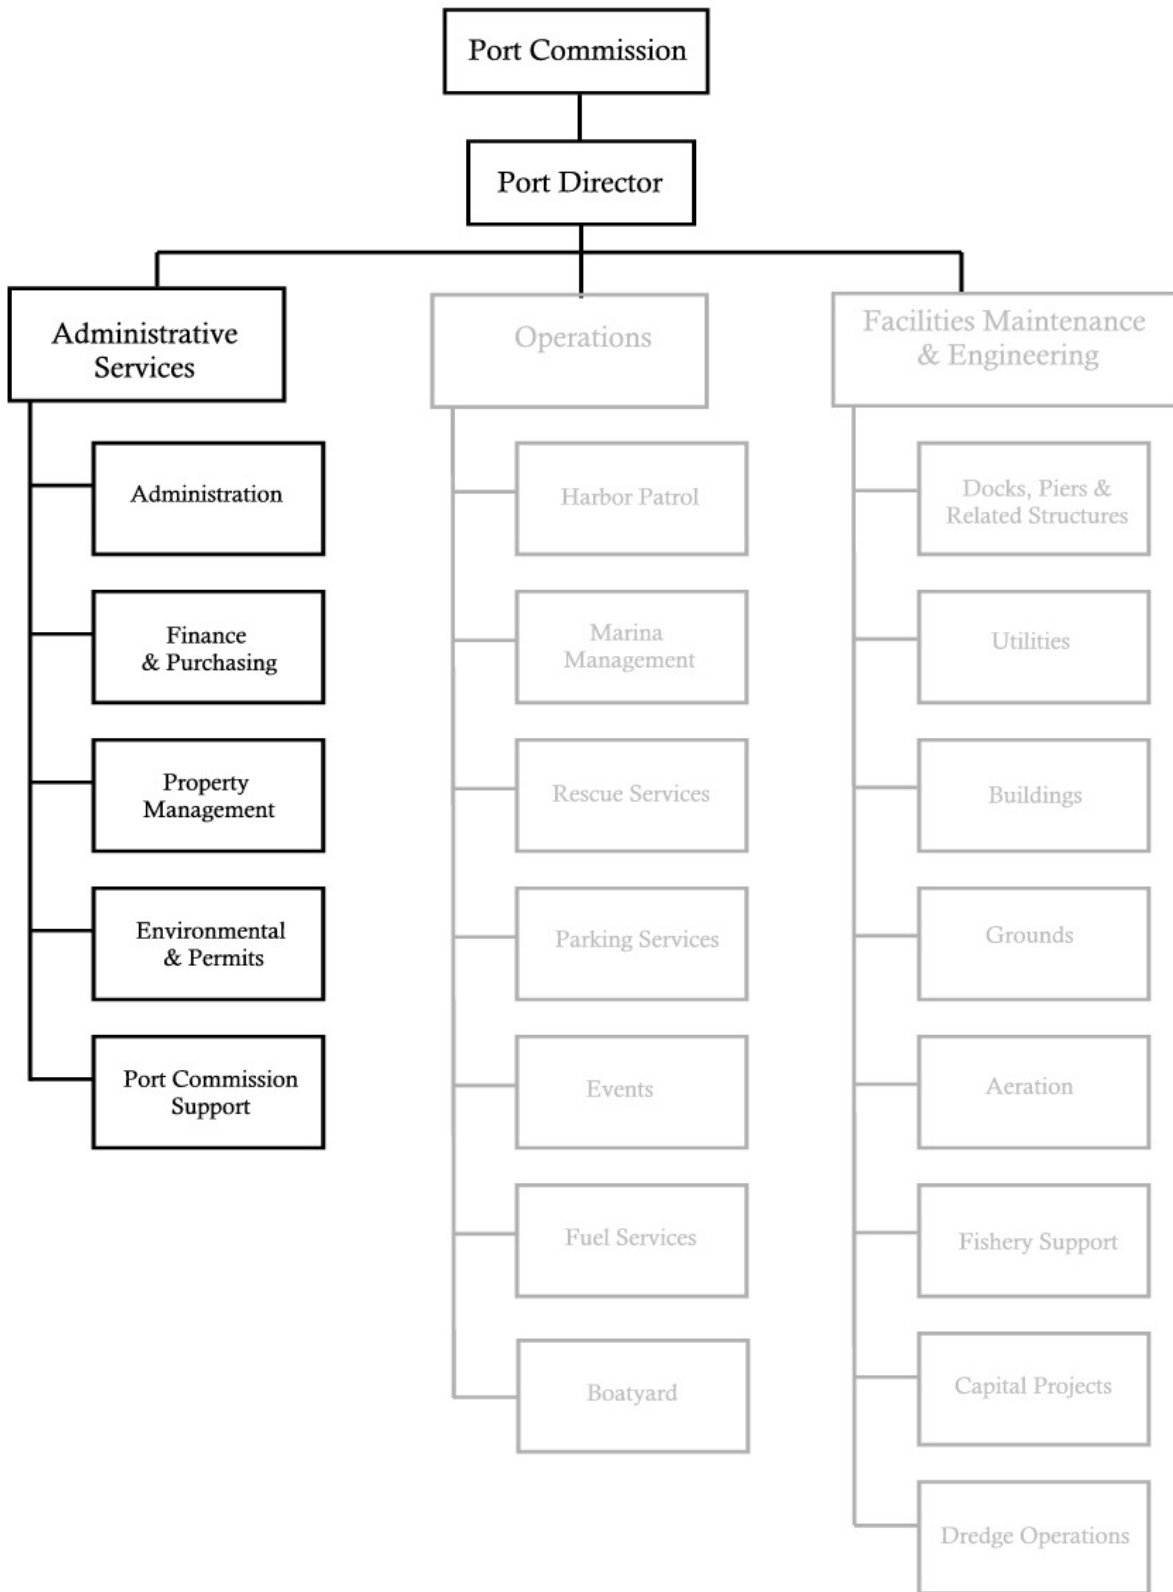 Port Commission
Port Director
Administrative
Services
Administration
Finance
& Purchasing
Property
Management
Environmental
& Permits
Port Commission
Support
Operations
Harbor Patrol
Marina
Management
Rescue Services
Parking Services
Events
Fuel Services
Boatyard
Facilities Maintenance
& Engineering
Docks, Piers &
Related Structures
Utilities
Buildings
Grounds
Aeration
Fishery Support
Capital Projects
Dredge Operations